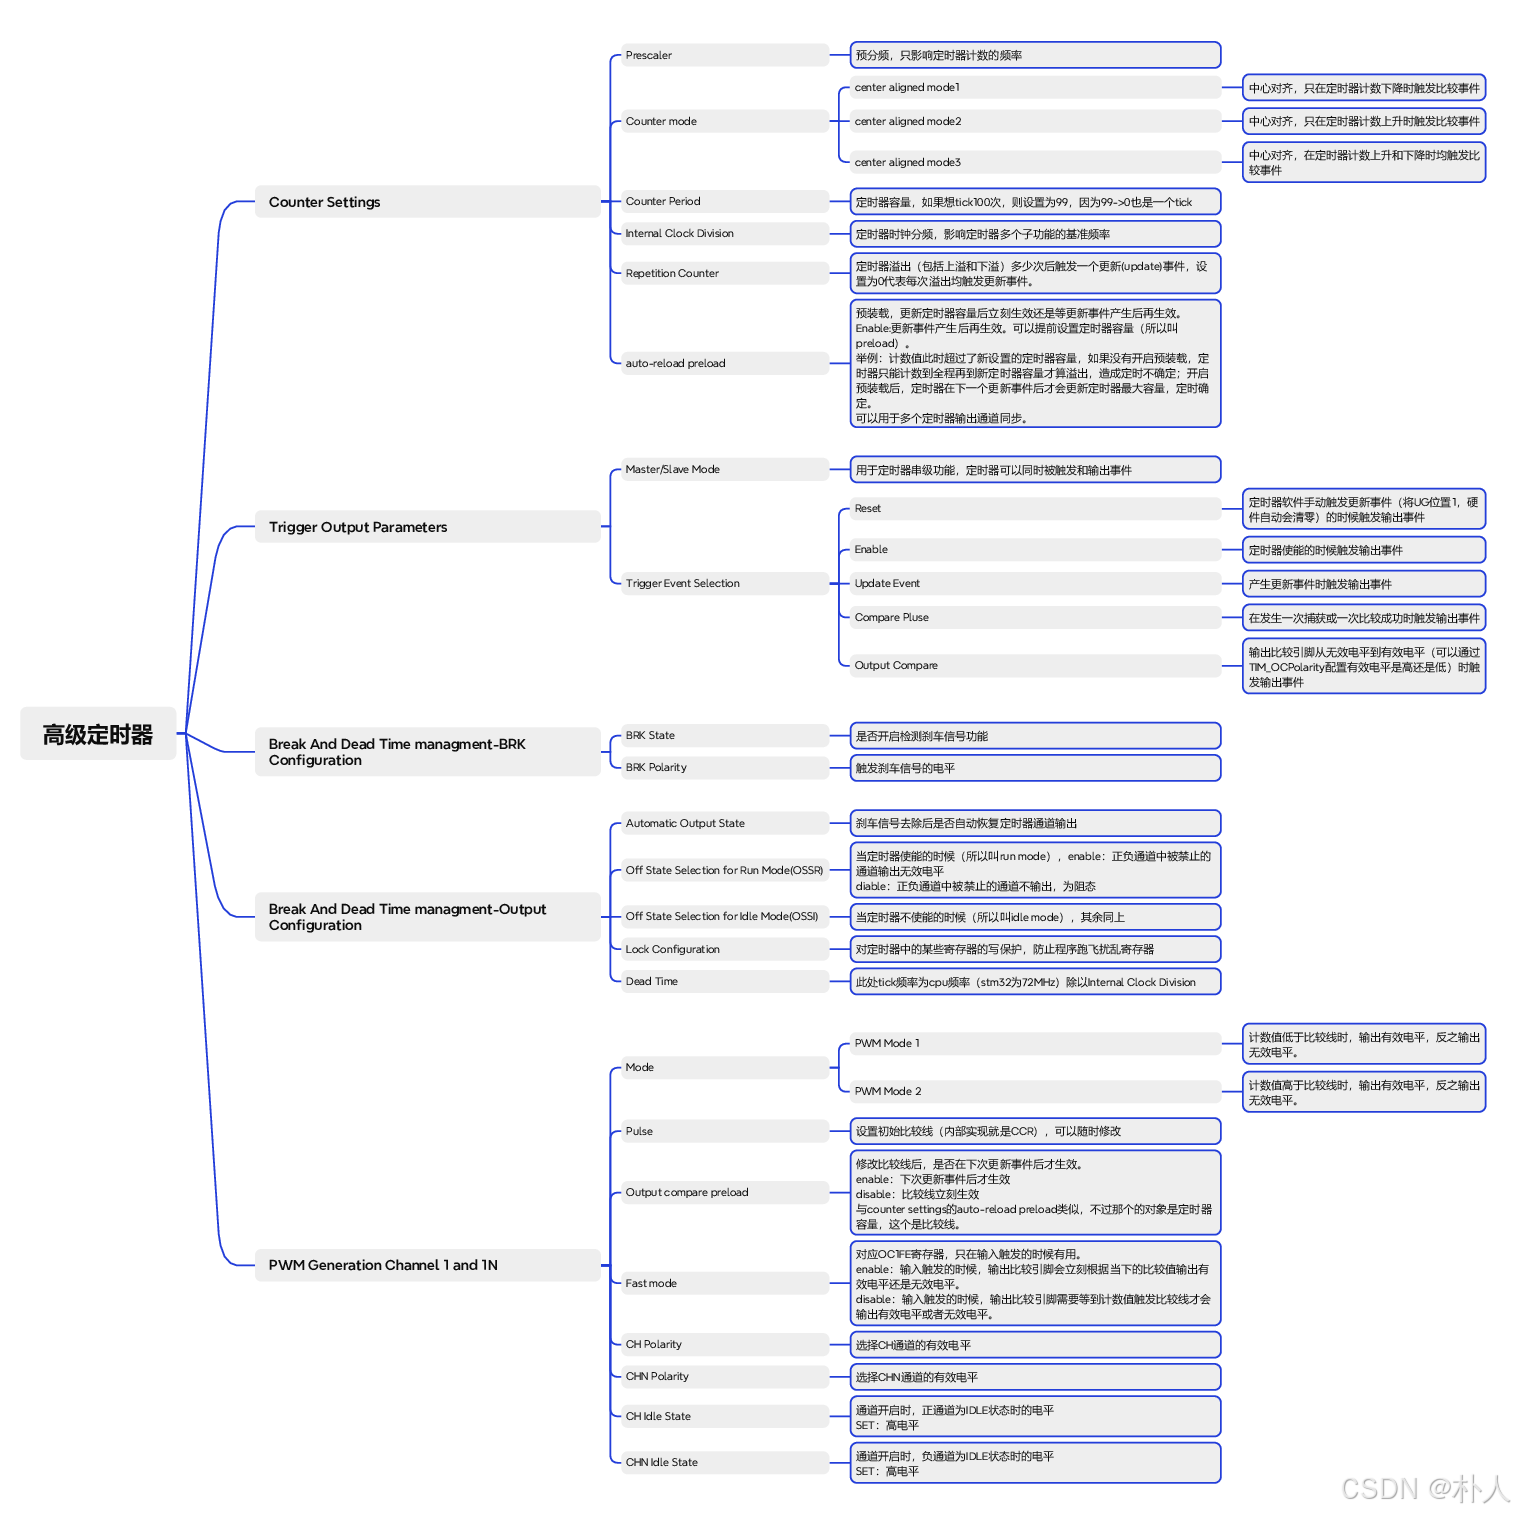 高级定时器
Counter Settings
Prescaler
预分频，只影响定时器计数的频率
Counter mode
center aligned mode1
中心对齐，只在定时器计数下降时触发比较事件
center aligned mode2
中心对齐，只在定时器计数上升时触发比较事件
center aligned mode3
中心对齐，在定时器计数上升和下降时均触发比
较事件
Counter Period
定时器容量，如果想tick100次，则设置为99，因为99->0也是一个tick
Internal Clock Division
定时器时钟分频，影响定时器多个子功能的基准频率
Repetition Counter
定时器溢出（包括上溢和下溢）多少次后触发一个更新(update)事件，设
置为0代表每次溢出均触发更新事件。
auto-reload preload
预装载，更新定时器容量后立刻生效还是等更新事件产生后再生效。
Enable:更新事件产生后再生效。可以提前设置定时器容量（所以叫
preload）。
举例：计数值此时超过了新设置的定时器容量，如果没有开启预装载，定
时器只能计数到全程再到新定时器容量才算溢出，造成定时不确定；开启
预装载后，定时器在下一个更新事件后才会更新定时器最大容量，定时确
定。
可以用于多个定时器输出通道同步。
Trigger Output Parameters
Master/Slave Mode
用于定时器串级功能，定时器可以同时被触发和输出事件
Trigger Event Selection
Reset
定时器软件手动触发更新事件（将UG位置1，硬
件自动会清零）的时候触发输出事件
Enable
定时器使能的时候触发输出事件
Update Event
产生更新事件时触发输出事件
Compare Pluse
在发生一次捕获或一次比较成功时触发输出事件
Output Compare
输出比较引脚从无效电平到有效电平（可以通过
TIM_OCPolarity配置有效电平是高还是低）时触
发输出事件
Break And Dead Time managment-BRK
Configuration
BRK State
是否开启检测刹车信号功能
BRK Polarity
触发刹车信号的电平
Break And Dead Time managment-Output
Configuration
Automatic Output State
刹车信号去除后是否自动恢复定时器通道输出
Off State Selection for Run Mode(OSSR)
当定时器使能的时候（所以叫run mode），enable：正负通道中被禁止的
通道输出无效电平
diable：正负通道中被禁止的通道不输出，为阻态
Off State Selection for Idle Mode(OSSI)
当定时器不使能的时候（所以叫idle mode），其余同上
Lock Configuration
对定时器中的某些寄存器的写保护，防止程序跑飞扰乱寄存器
Dead Time
此处tick频率为cpu频率（stm32为72MHz）除以Internal Clock Division
PWM Generation Channel 1 and 1N
Mode
PWM Mode 1
计数值低于比较线时，输出有效电平，反之输出
无效电平。
PWM Mode 2
计数值高于比较线时，输出有效电平，反之输出
无效电平。
Pulse
设置初始比较线（内部实现就是CCR），可以随时修改
Output compare preload
修改比较线后，是否在下次更新事件后才生效。
enable：下次更新事件后才生效
disable：比较线立刻生效
与counter settings的auto-reload preload类似，不过那个的对象是定时器
容量，这个是比较线。
Fast mode
对应OC1FE寄存器，只在输入触发的时候有用。
enable：输入触发的时候，输出比较引脚会立刻根据当下的比较值输出有
效电平还是无效电平。
disable：输入触发的时候，输出比较引脚需要等到计数值触发比较线才会
输出有效电平或者无效电平。
CH Polarity
选择CH通道的有效电平
CHN Polarity
选择CHN通道的有效电平
CH Idle State
通道开启时，正通道为IDLE状态时的电平
SET：高电平
CHN Idle State
通道开启时，负通道为IDLE状态时的电平
SET：高电平
CSDN @朴人